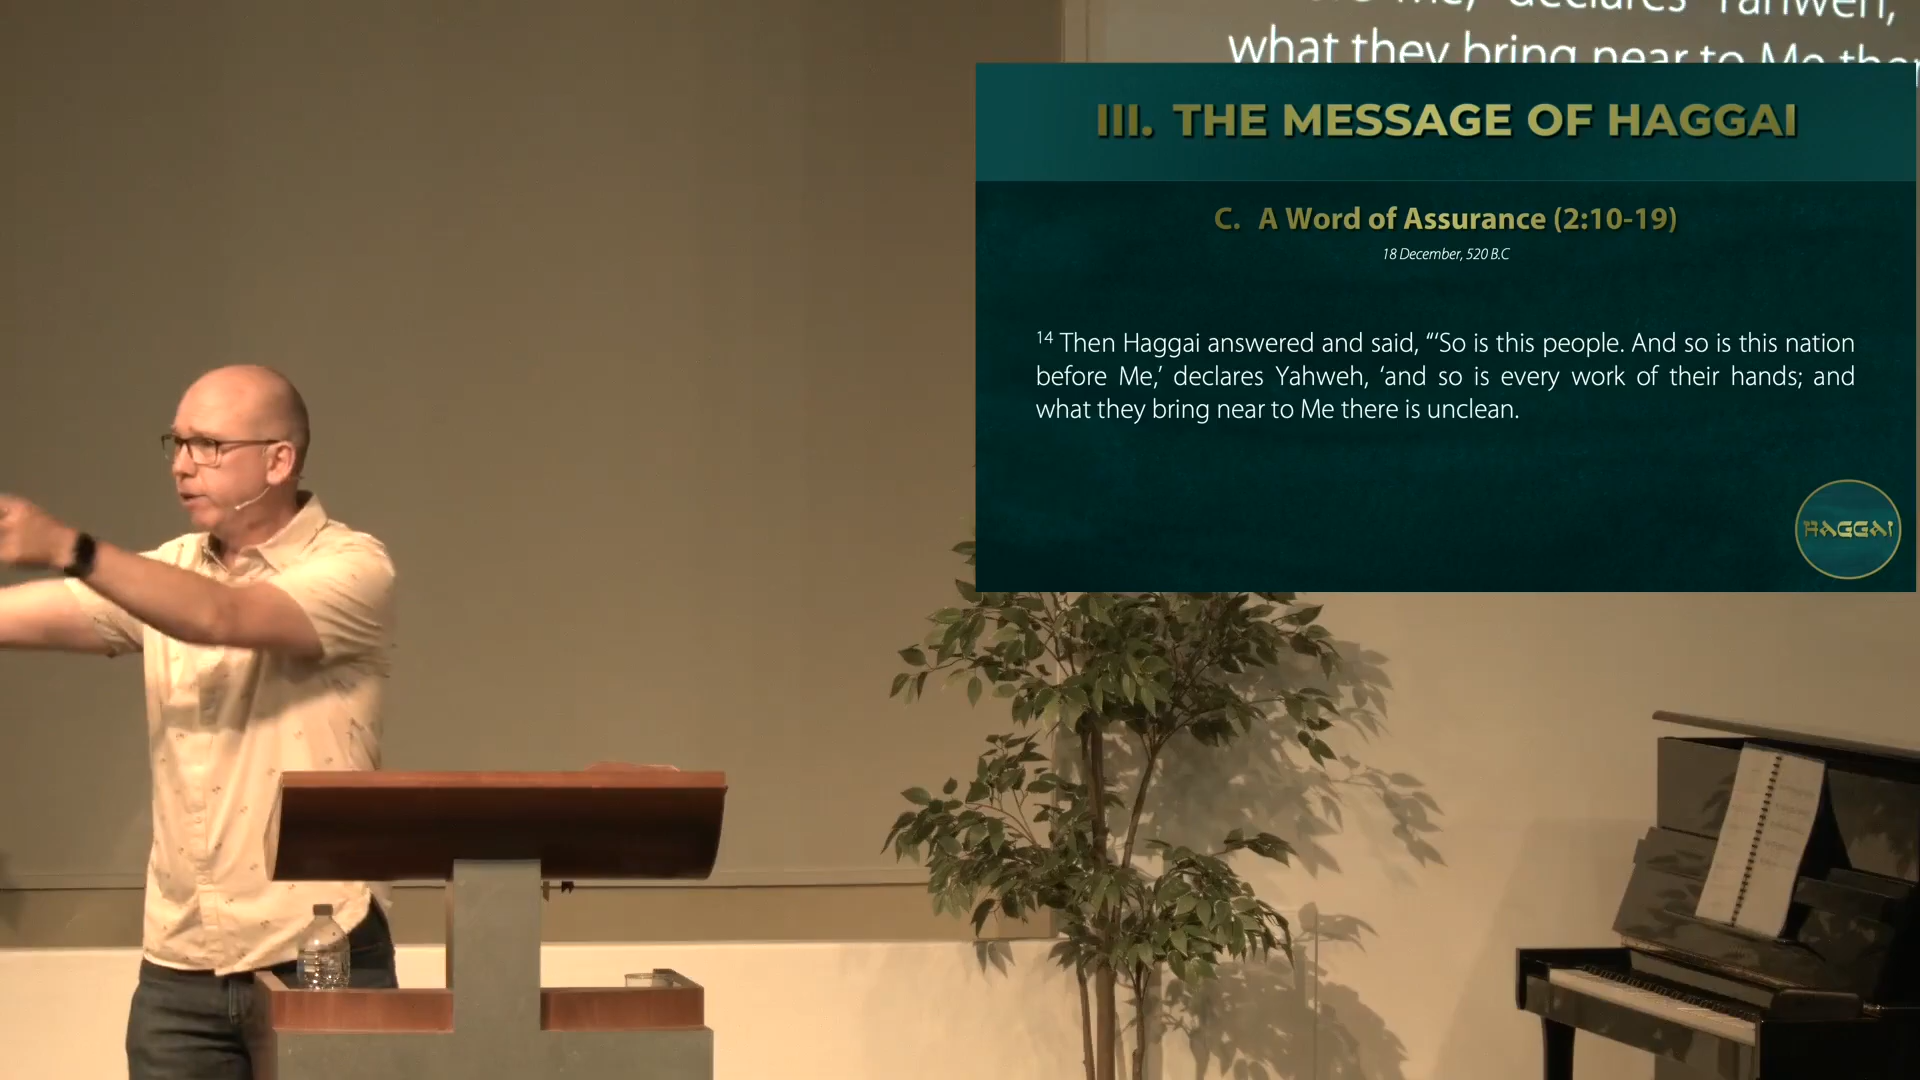 declares Yahweh,
what they bring near to Me
III. THE MESSAGE OF HAGGAI
C. A Word of Assurance (2:10-19)
18 December, 520 B.C
14 Then Haggai answered and said, “‘So is this people. And so is this nation
before Me,’ declares Yahweh, ‘and so is every work of their hands; and
what they bring near to Me there is unclean.
HAGGAI